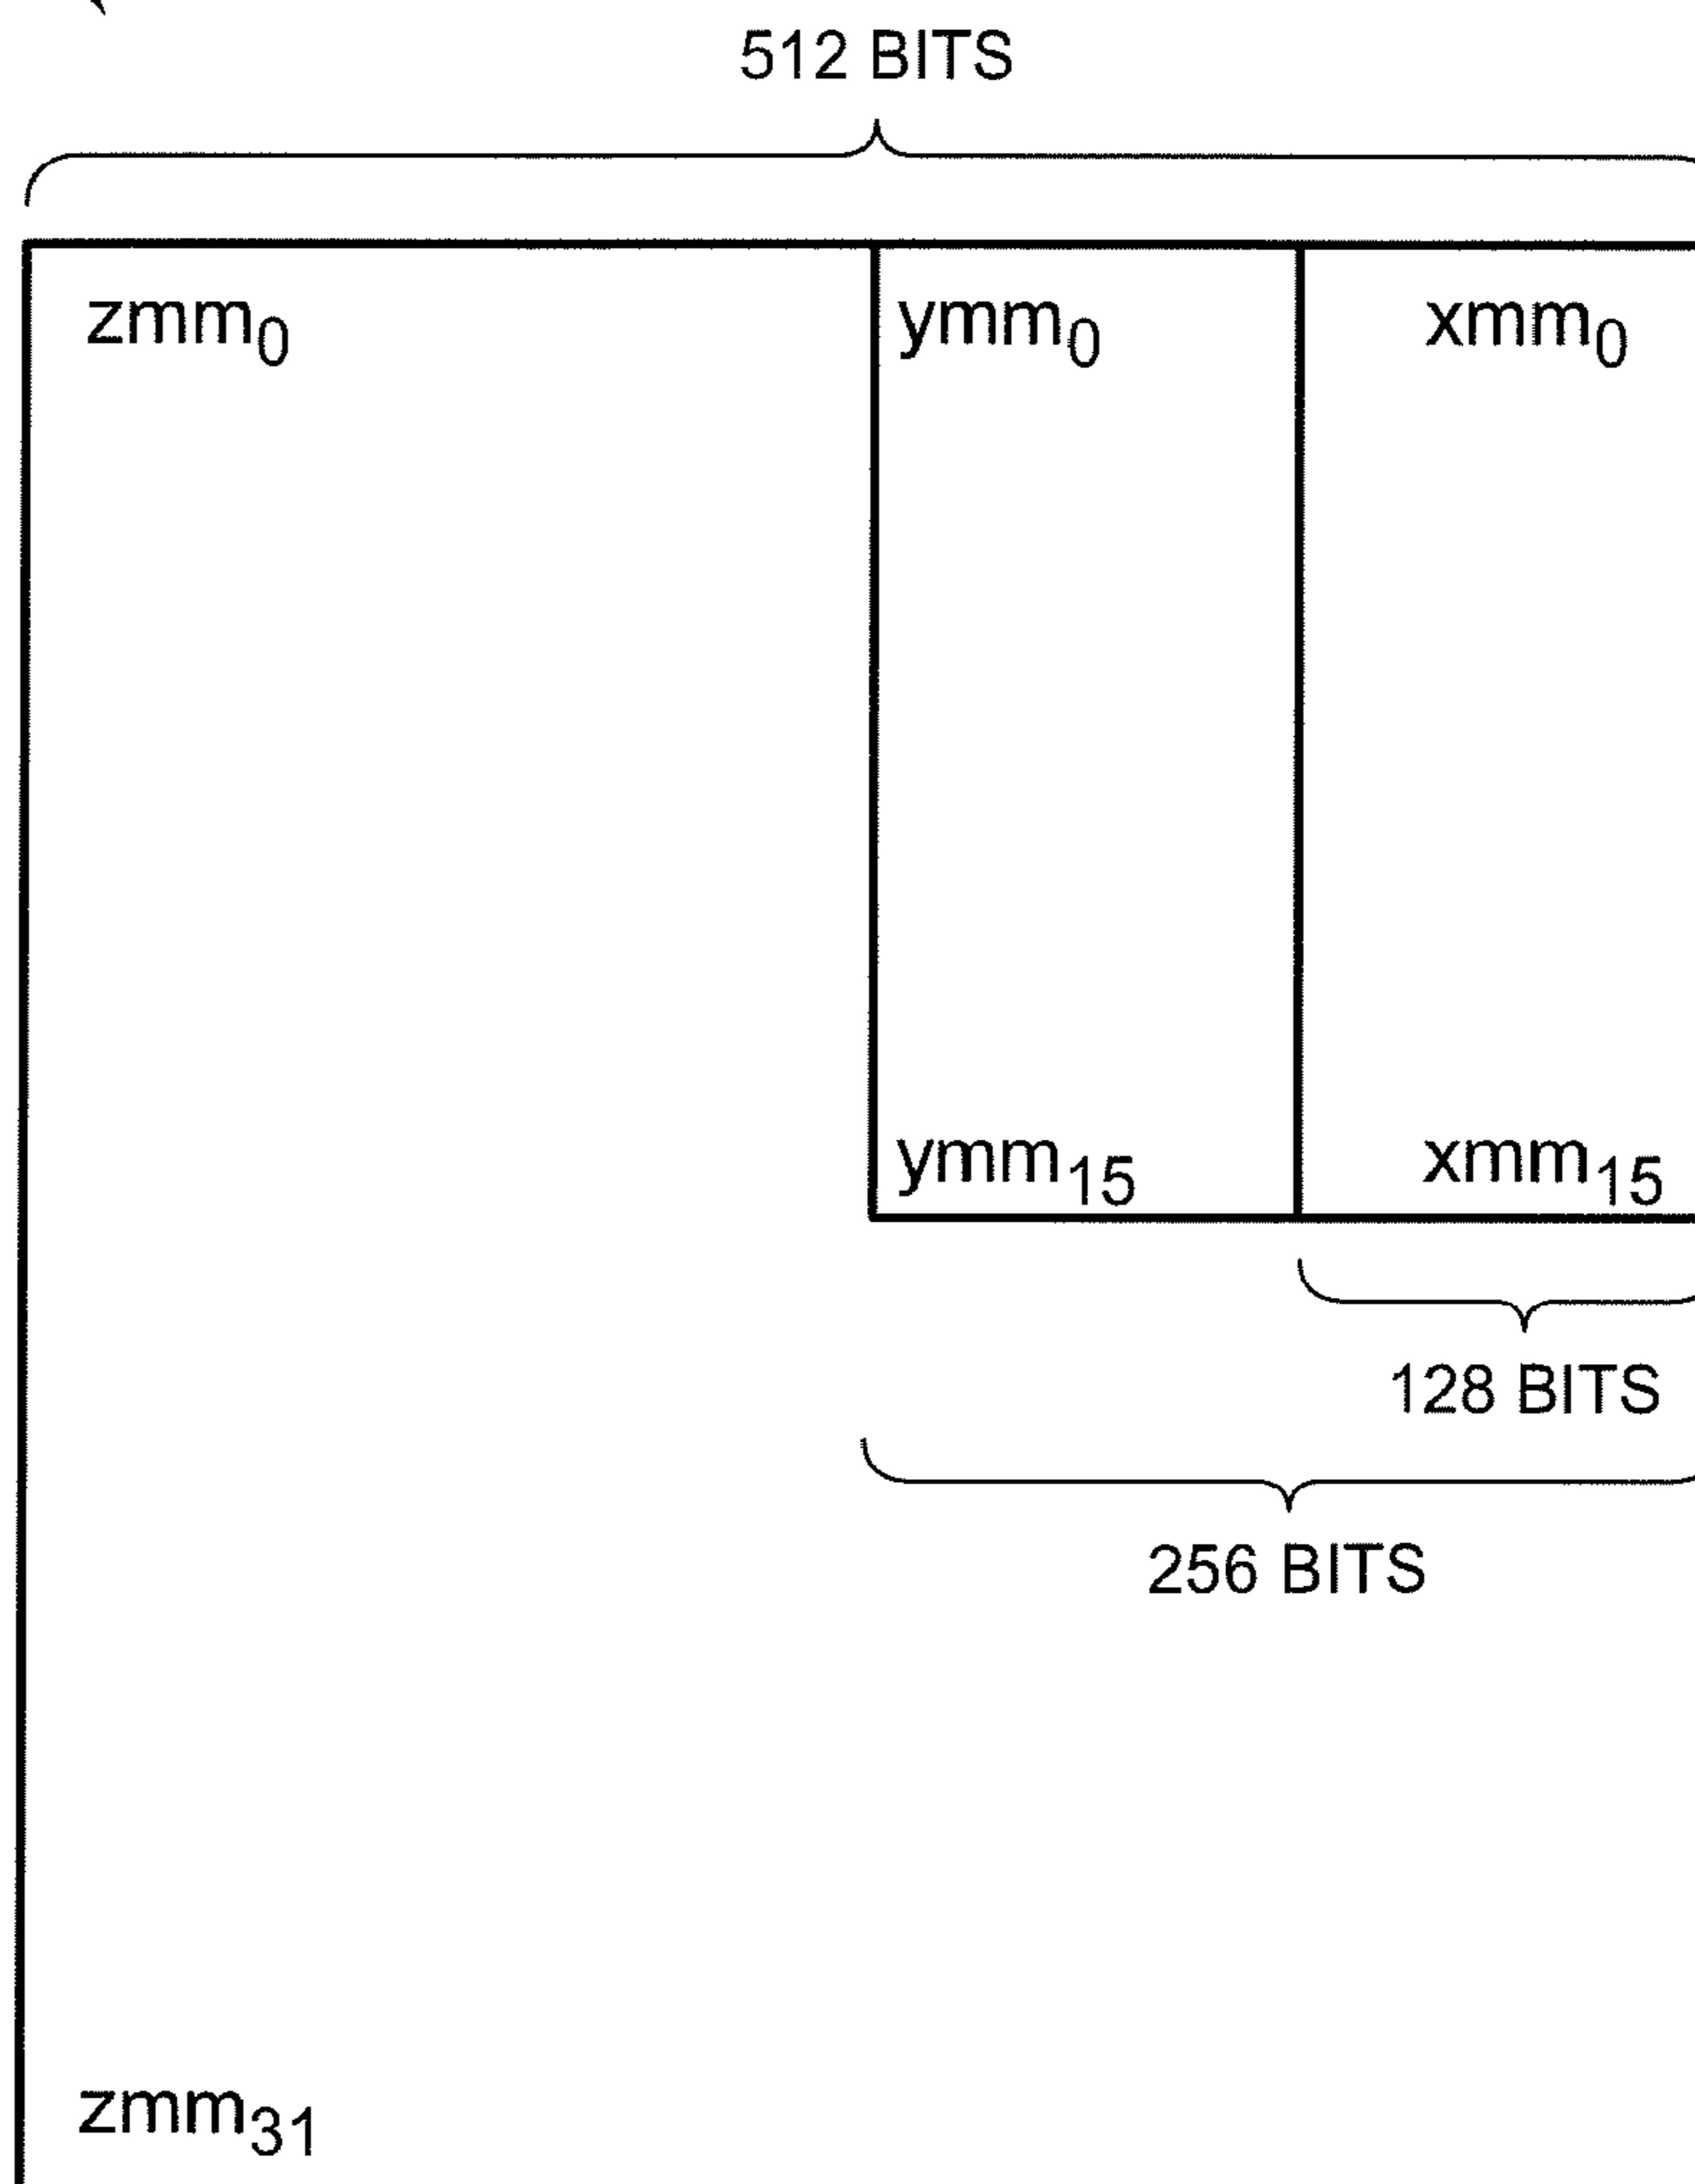 512 BITS
zmm₀ ymm₀ xmm₀
ymm₁₅ xmm₁₅
128 BITS
256 BITS
zmm₃₁